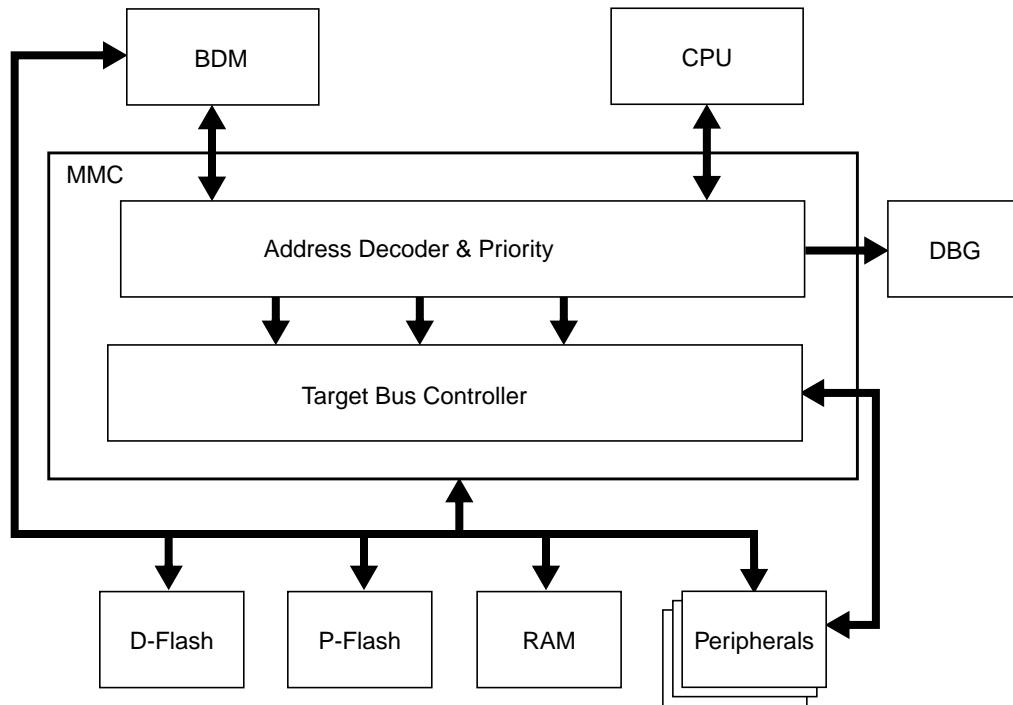 BDM
CPU
MMC
Address Decoder & Priority
DBG
Target Bus Controller
D-Flash
P-Flash
RAM
Peripherals